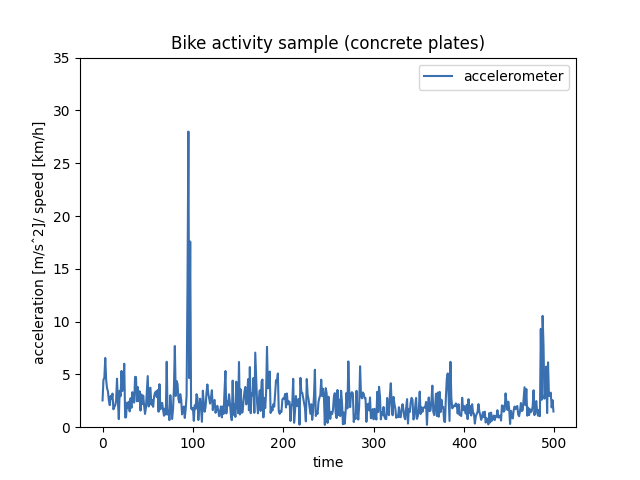 Bike activity sample (concrete plates)
accelerometer
acceleration [m/s^2]/ speed [km/h]
35
30
25
20
15
10
5
0
0 100 200 300 400 500
time